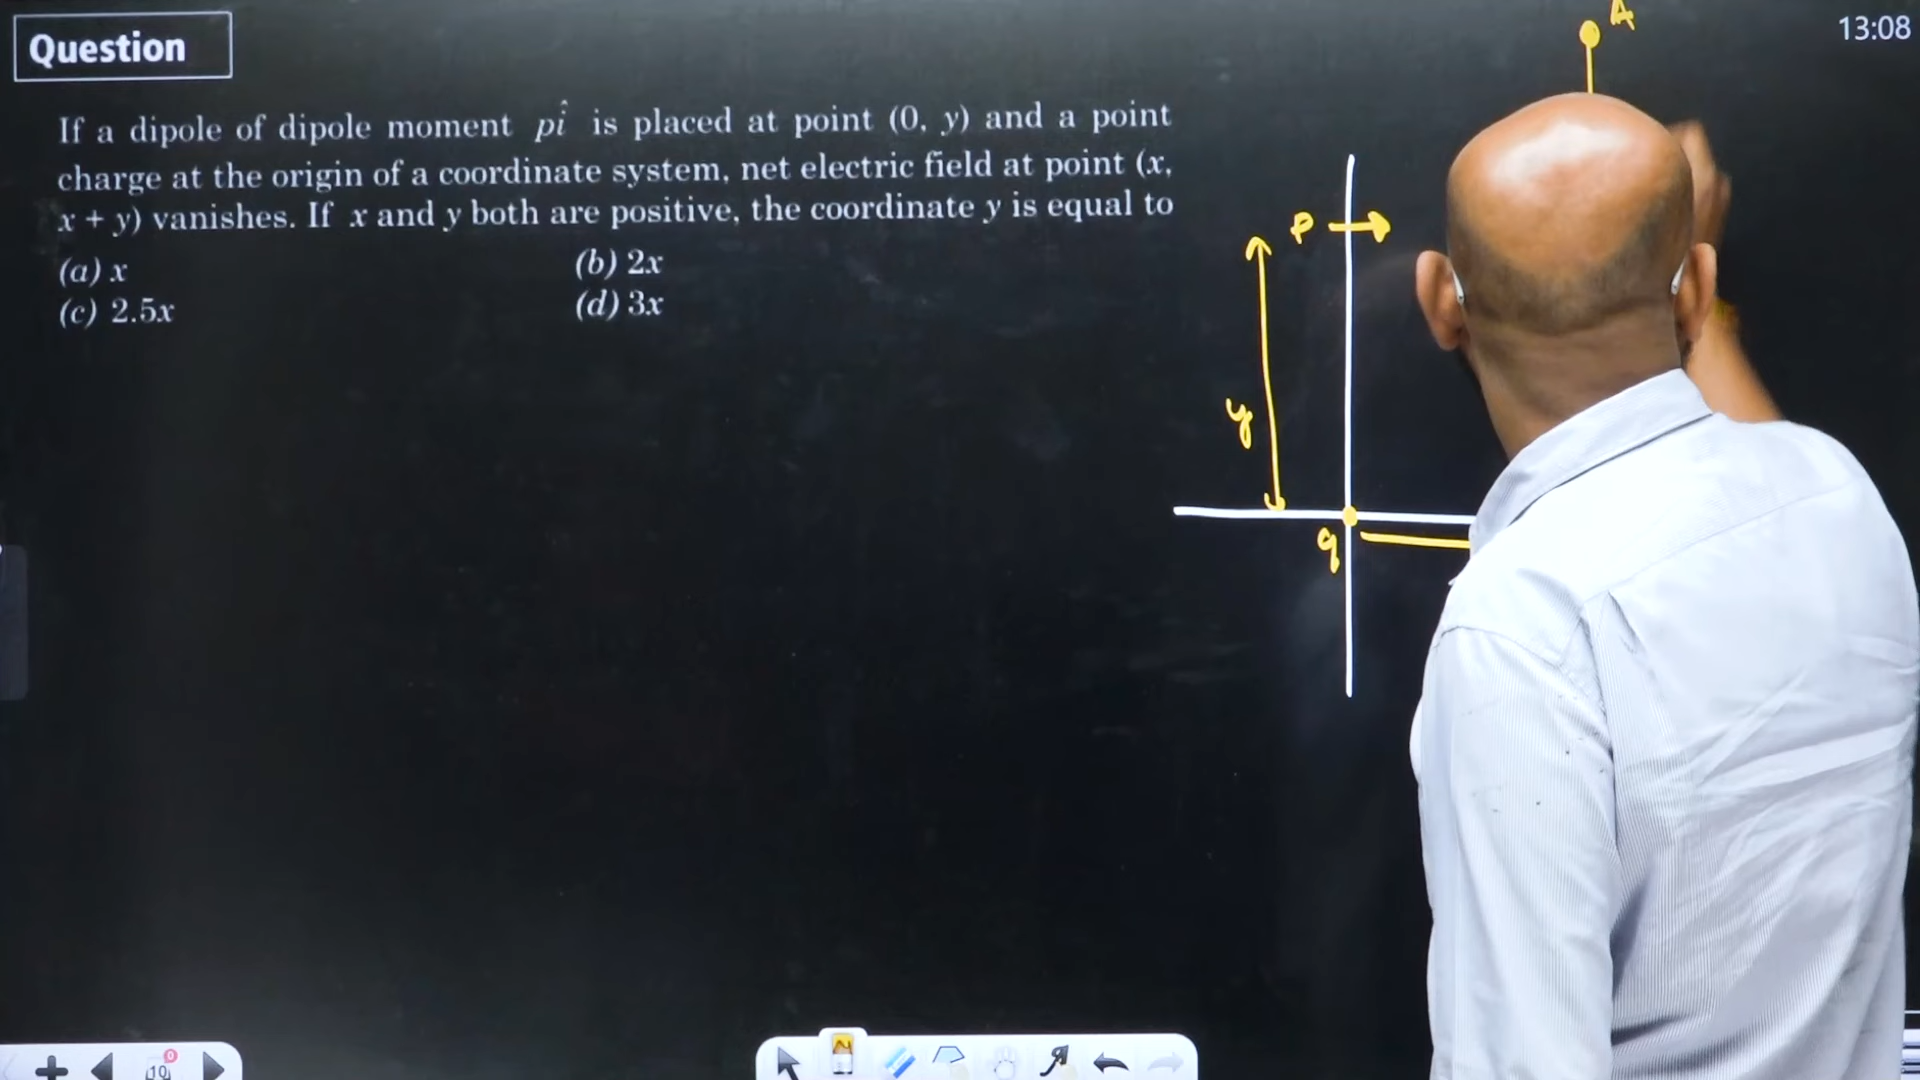 Question
13:08
A
If a dipole of dipole moment pî is placed at point (0, y) and a point
charge at the origin of a coordinate system, net electric field at point (x,
x + y) vanishes. If x and y both are positive, the coordinate y is equal to
(a) x (b) 2x
(c) 2.5x (d) 3x
P
y
q
10
0